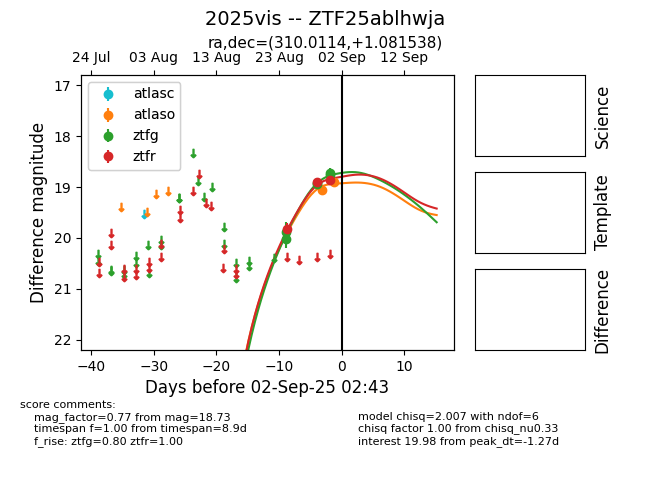 2025vis -- ZTF25ablhwja
ra,dec=(310.0114,+1.081538)
24 Jul 03 Aug 13 Aug 23 Aug 02 Sep 12 Sep
atlasc
atlaso
ztfg
ztfr
17
18
19
20
21
22
Difference magnitude
−40 −30 −20 −10 0 10
Days before 02-Sep-25 02:43
Science
Template
Difference
score comments:
mag_factor=0.77 from mag=18.73
timespan f=1.00 from timespan=8.9d
f_rise: ztfg=0.80 ztfr=1.00
model chisq=2.007 with ndof=6
chisq factor 1.00 from chisq_nu0.33
interest 19.98 from peak_dt=-1.27d